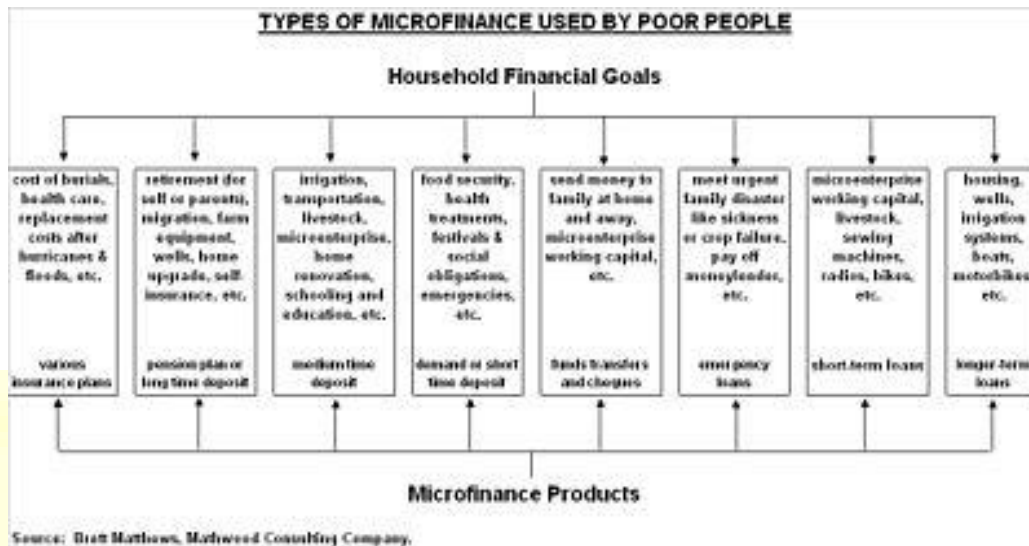 TYPES OF MICROFINANCE USED BY POOR PEOPLE
Household Financial Goals
cost of burials,
health care,
replacement
costs after
hurricanes &
floods, etc.
various
insurance plans
retirement (for
self or parents),
migration, farm
equipment,
wells, home
upgrade, self-
insurance, etc.
pension plan or
long time deposit
irrigation,
transportation,
livestock,
microenterprise,
home
renovation,
schooling and
education, etc.
medium time
deposit
food security,
health
treatments,
festivals &
social
obligations,
emergencies,
etc.
demand or short
time deposit
send money to
family at home
and away,
microenterprise
working capital,
etc.
funds transfers
and cheques
meet urgent
family disaster
like sickness
or crop failure,
pay off
moneylender,
etc.
emergency
loans
microenterprise
working capital,
livestock,
sewing
machines,
radios, bikes,
etc.
short-term loans
housing,
wells,
irrigation
systems,
boats,
motorbikes,
etc.
longer-term
loans
Microfinance Products
Source: Brett Matthews, Mathwood Consulting Company.